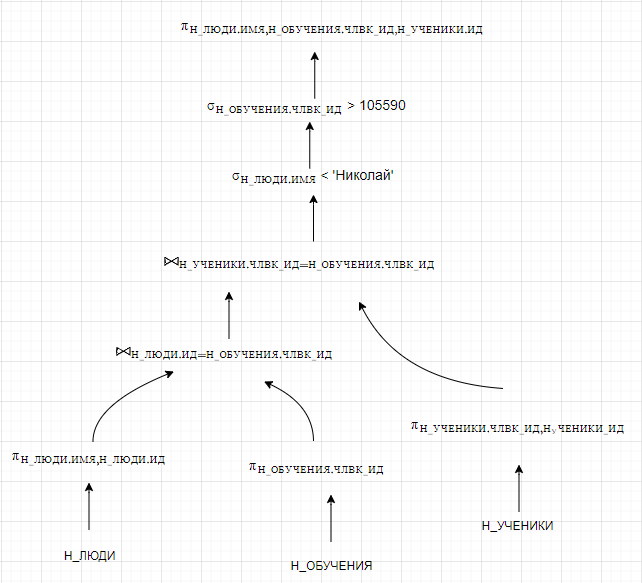 πН_ЛЮДИ.ИМЯ,Н_ОБУЧЕНИЯ.ЧЛВК_ИД,Н_УЧЕНИКИ.ИД
σН_ОБУЧЕНИЯ.ЧЛВК_ИД > 105590
σН_ЛЮДИ.ИМЯ < 'Николай'
⋈Н_УЧЕНИКИ.ЧЛВК_ИД=Н_ОБУЧЕНИЯ.ЧЛВК_ИД
⋈Н_ЛЮДИ.ИД=Н_ОБУЧЕНИЯ.ЧЛВК_ИД
πН_УЧЕНИКИ.ЧЛВК_ИД,НУЧЕНИКИ_ИД
πН_ЛЮДИ.ИМЯ,Н_ЛЮДИ.ИД
πН_ОБУЧЕНИЯ.ЧЛВК_ИД
Н_УЧЕНИКИ
Н_ЛЮДИ
Н_ОБУЧЕНИЯ